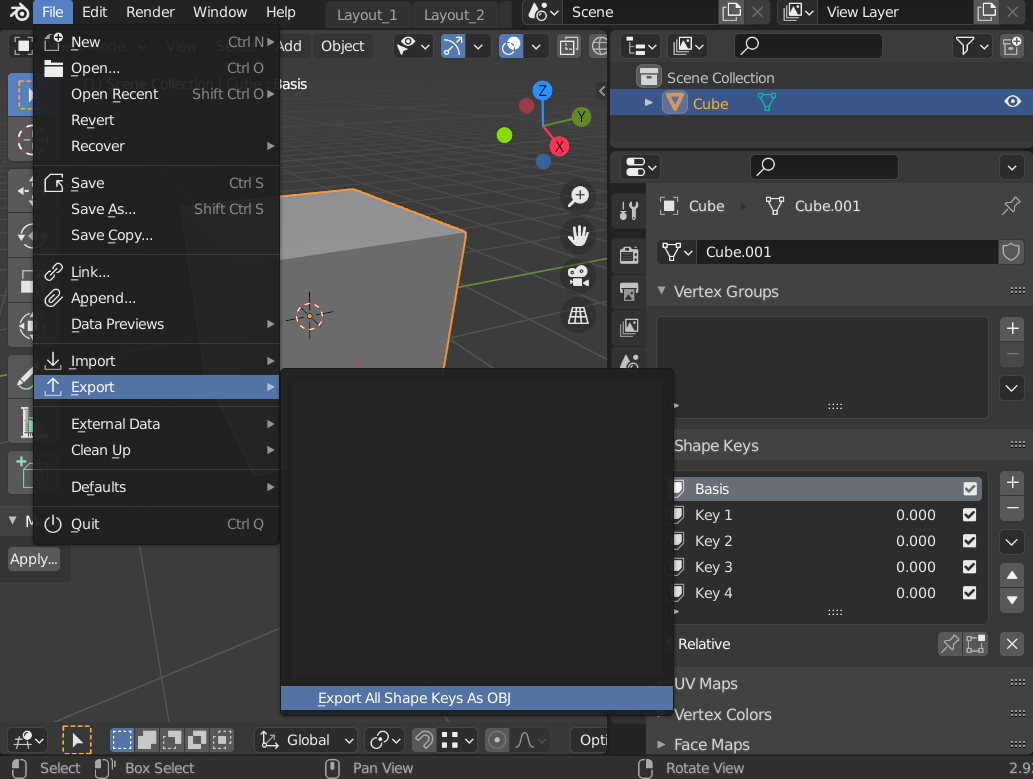 File Edit Render Window Help Layout_1 Layout_2 Scene View Layer
New Ctrl N
Open... Ctrl O
Open Recent Shift Ctrl O
Revert
Recover
Save Ctrl S
Save As... Shift Ctrl S
Save Copy...
Link...
Append...
Data Previews
Import
Export
External Data
Clean Up
Defaults
Quit Ctrl Q
Export All Shape Keys As OBJ
View Add Object
(1) Scene Collection | Cube : Basis
Z
Y
X
Apply...
Global Opti
Scene Collection
Cube
Cube Cube.001
Cube.001
Vertex Groups
Shape Keys
Basis
Key 1 0.000
Key 2 0.000
Key 3 0.000
Key 4 0.000
Relative
UV Maps
Vertex Colors
Face Maps
Select Box Select Pan View Rotate View 2.9